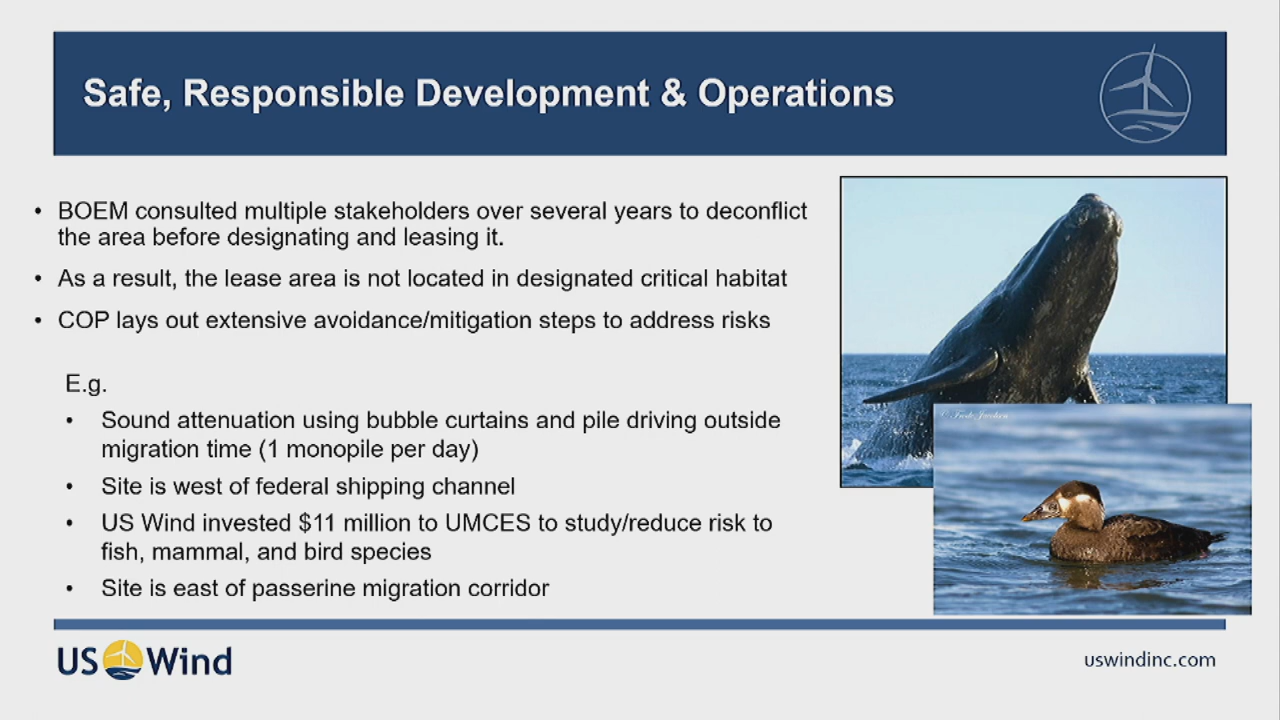 Safe, Responsible Development & Operations
• BOEM consulted multiple stakeholders over several years to deconflict
the area before designating and leasing it.
• As a result, the lease area is not located in designated critical habitat
• COP lays out extensive avoidance/mitigation steps to address risks
E.g.
• Sound attenuation using bubble curtains and pile driving outside
migration time (1 monopile per day)
• Site is west of federal shipping channel
• US Wind invested $11 million to UMCES to study/reduce risk to
fish, mammal, and bird species
• Site is east of passerine migration corridor
US Wind
uswindinc.com